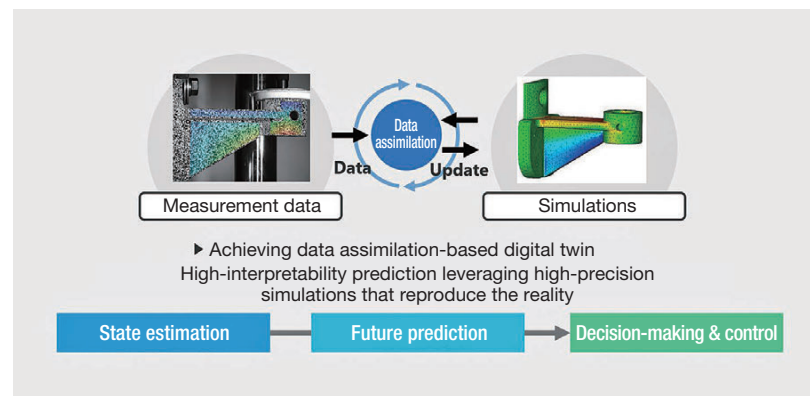 Data
assimilation
Data
Update
Measurement data
Simulations
▶ Achieving data assimilation-based digital twin
High-interpretability prediction leveraging high-precision
simulations that reproduce the reality
State estimation
Future prediction
Decision-making & control